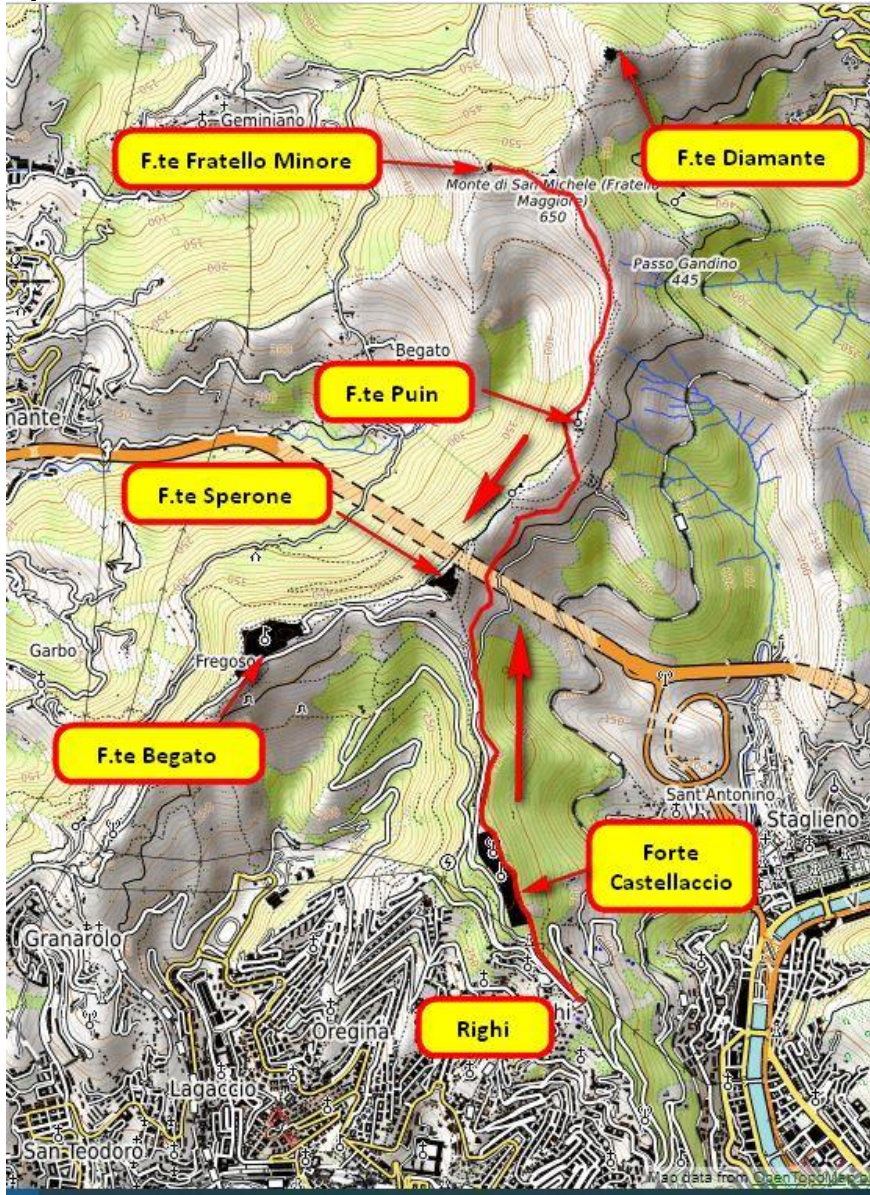 Geminiano
F.te Fratello Minore
F.te Diamante
Monte di San Michele (Fratello
Maggiore)
650
Passo Gandino
445
Begato
F.te Puin
nante
F.te Sperone
Garbo
Fregoso
F.te Begato
Sant'Antonino
Staglieno
Forte
Castellaccio
Granarolo
Oregina
Righi
hi
Lagaccio
San Teodoro
Map data from OpenTopoMap.o